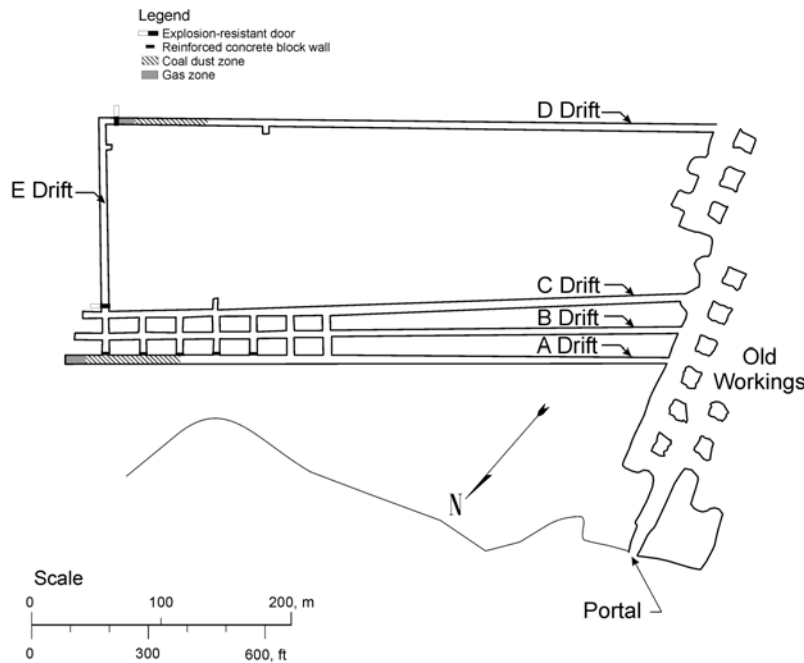 Legend
Explosion-resistant door
Reinforced concrete block wall
Coal dust zone
Gas zone
D Drift
E Drift
C Drift
B Drift
A Drift
Old
Workings
N
Portal
Scale
0 100 200, m
0 300 600, ft